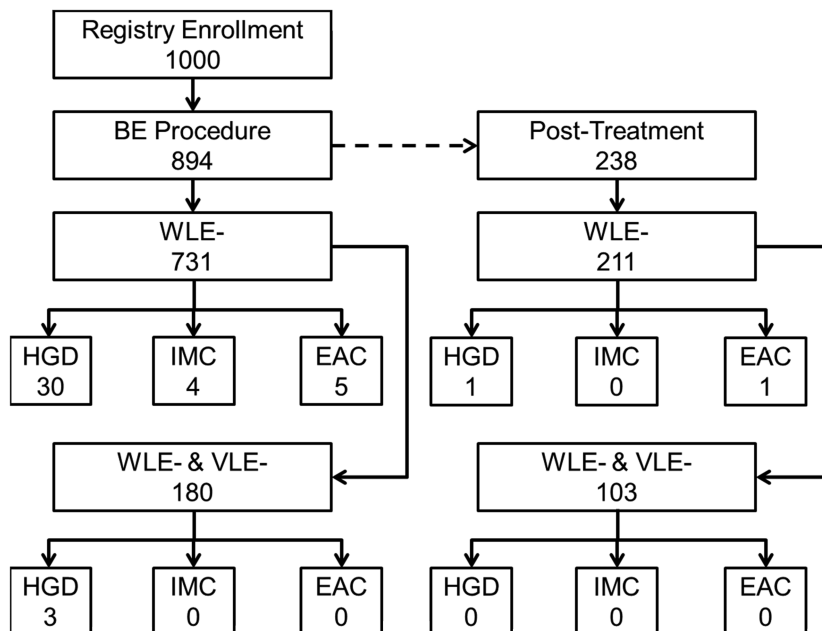 Registry Enrollment
1000
BE Procedure
894
Post-Treatment
238
WLE-
731
WLE-
211
HGD
30
IMC
4
EAC
5
HGD
1
IMC
0
EAC
1
WLE- & VLE-
180
WLE- & VLE-
103
HGD
3
IMC
0
EAC
0
HGD
0
IMC
0
EAC
0